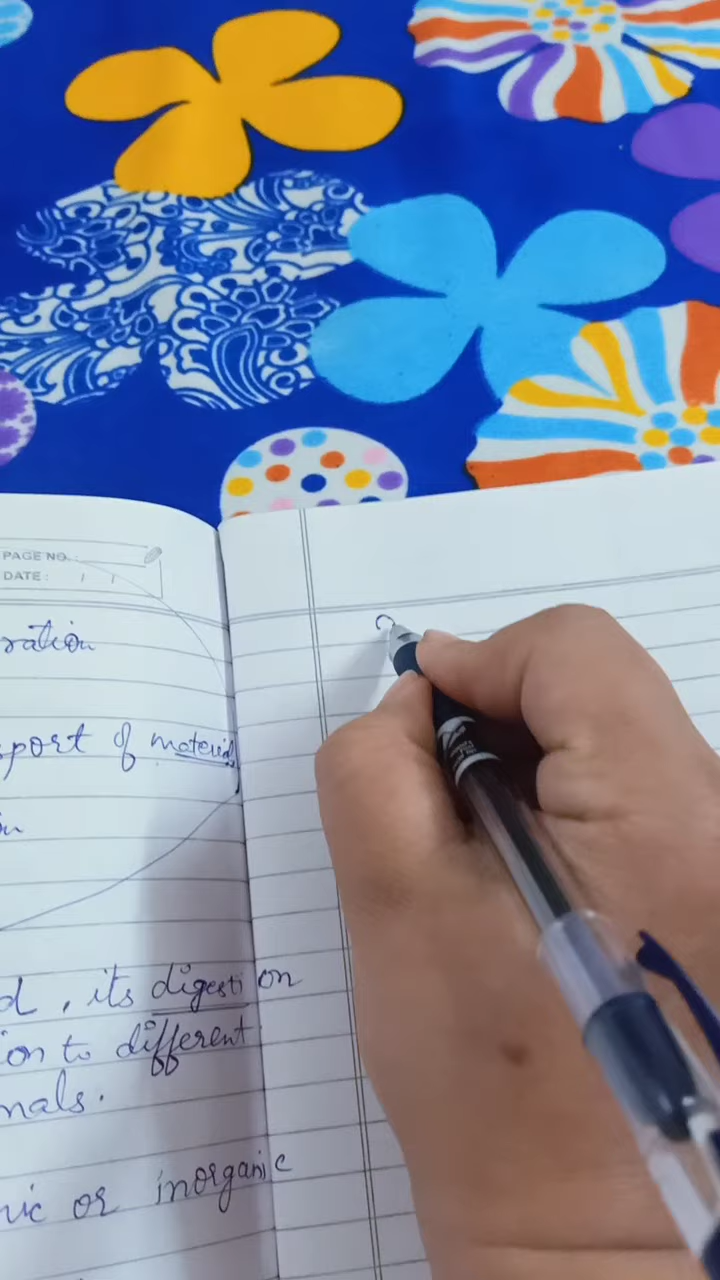 PAGE NO.:
DATE: / /
ration
sport of material
d, its digestion
ion to different
mals.
nic or inorganic